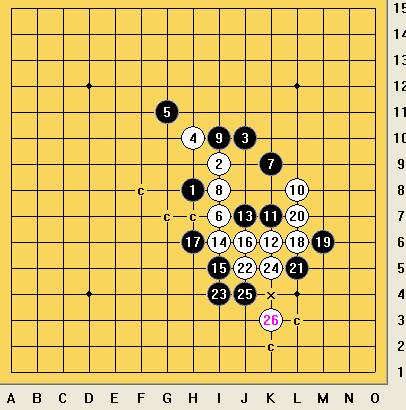 15
14
13
12
5 11
4 9 3 10
2 7 9
c 1 8 10 8
c c 6 13 11 20 7
17 14 16 12 18 19 6
15 22 24 21 5
23 25 × 4
26 c 3
c 2
1
A B C D E F G H I J K L M N O